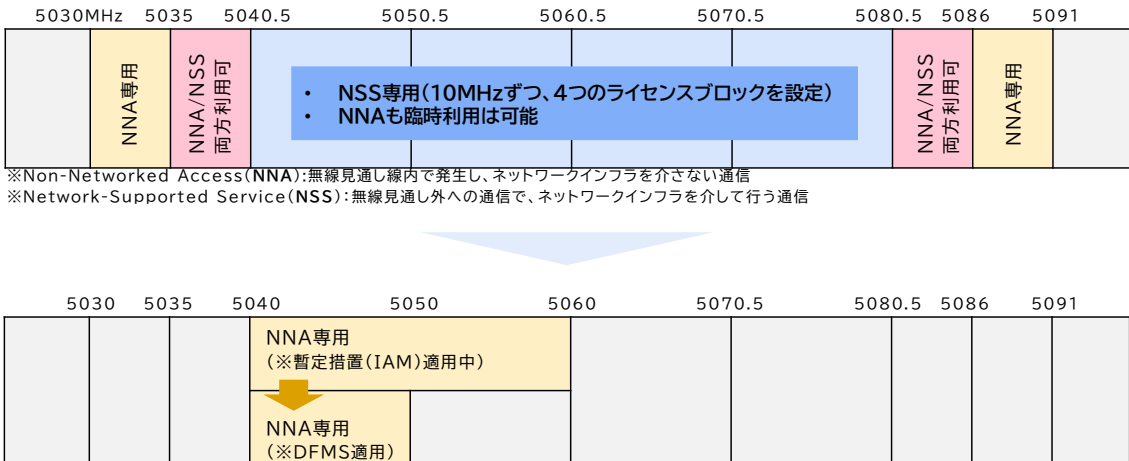 5030MHz 5035 5040.5 5050.5 5060.5 5070.5 5080.5 5086 5091
NNA専用
NNA/NSS
両方利用可
・ NSS専用(10MHzずつ、4つのライセンスブロックを設定)
・ NNAも臨時利用は可能
NNA/NSS
両方利用可
NNA専用
※Non-Networked Access(NNA):無線見通し線内で発生し、ネットワークインフラを介さない通信
※Network-Supported Service(NSS):無線見通し外への通信で、ネットワークインフラを介して行う通信
5030 5035 5040 5050 5060 5070.5 5080.5 5086 5091
NNA専用
(※暫定措置(IAM)適用中)
NNA専用
(※DFMS適用)